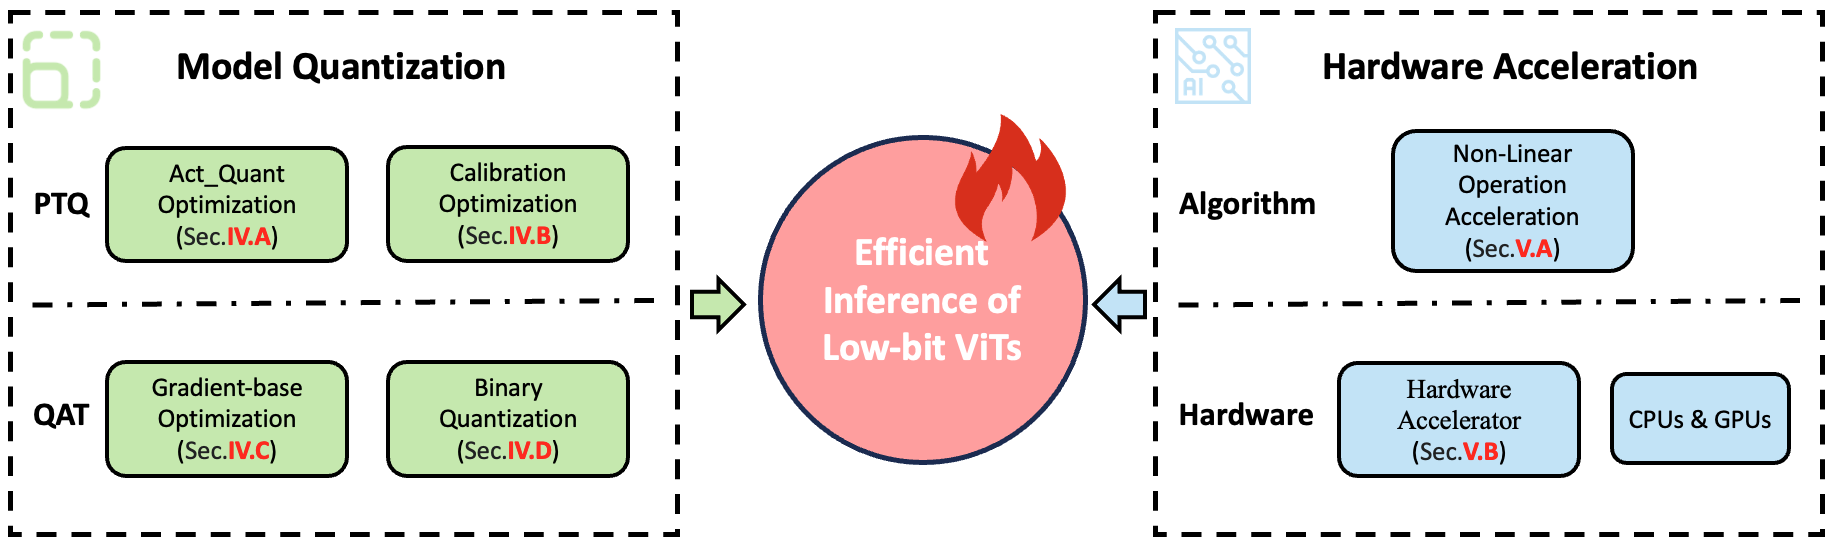 Model Quantization
PTQ
Act_Quant
Optimization
(Sec.IV.A)
Calibration
Optimization
(Sec.IV.B)
QAT
Gradient-base
Optimization
(Sec.IV.C)
Binary
Quantization
(Sec.IV.D)
Efficient
Inference of
Low-bit ViTs
AI
Hardware Acceleration
Algorithm
Non-Linear
Operation
Acceleration
(Sec.V.A)
Hardware
Hardware
Accelerator
(Sec.V.B)
CPUs & GPUs